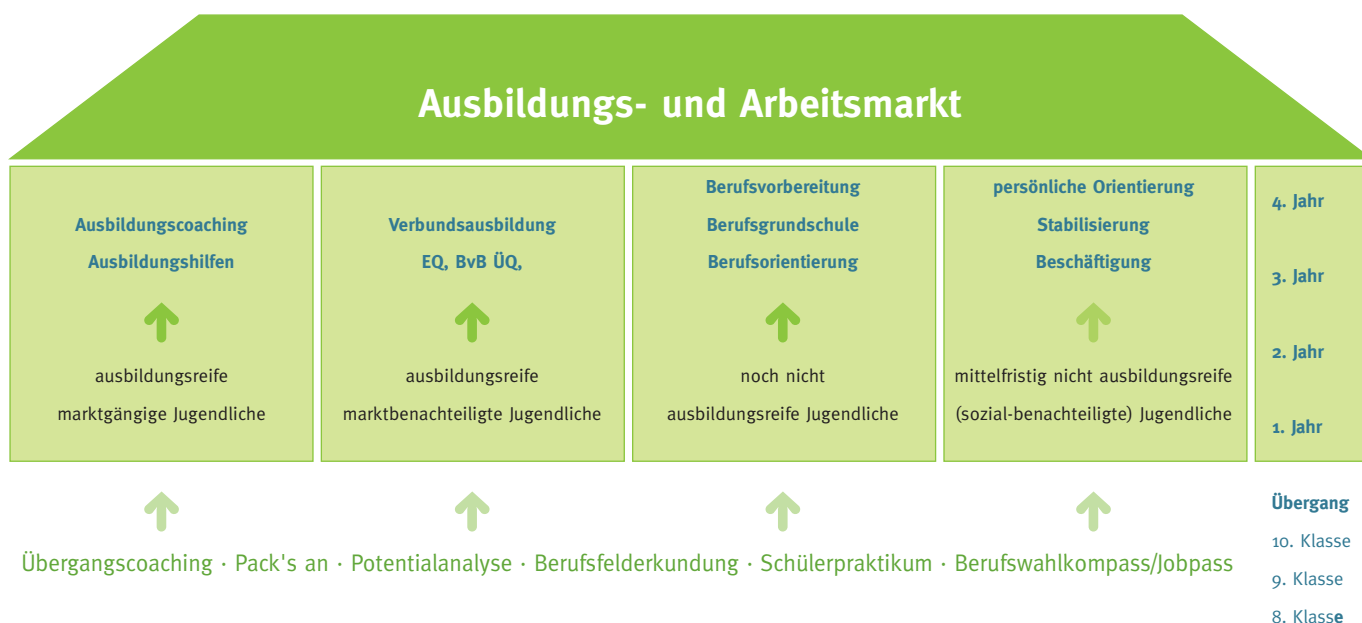 Ausbildungs- und Arbeitsmarkt
Ausbildungscoaching
Ausbildungshilfen
ausbildungsreife
marktgängige Jugendliche
Verbundsausbildung
EQ, BvB ÜQ,
ausbildungsreife
marktbenachteiligte Jugendliche
Berufsvorbereitung
Berufsgrundschule
Berufsorientierung
noch nicht
ausbildungsreife Jugendliche
persönliche Orientierung
Stabilisierung
Beschäftigung
mittelfristig nicht ausbildungsreife
(sozial-benachteiligte) Jugendliche
4. Jahr
3. Jahr
2. Jahr
1. Jahr
Übergangscoaching · Pack's an · Potentialanalyse · Berufsfelderkundung · Schülerpraktikum · Berufswahlkompass/Jobpass
Übergang
10. Klasse
9. Klasse
8. Klasse